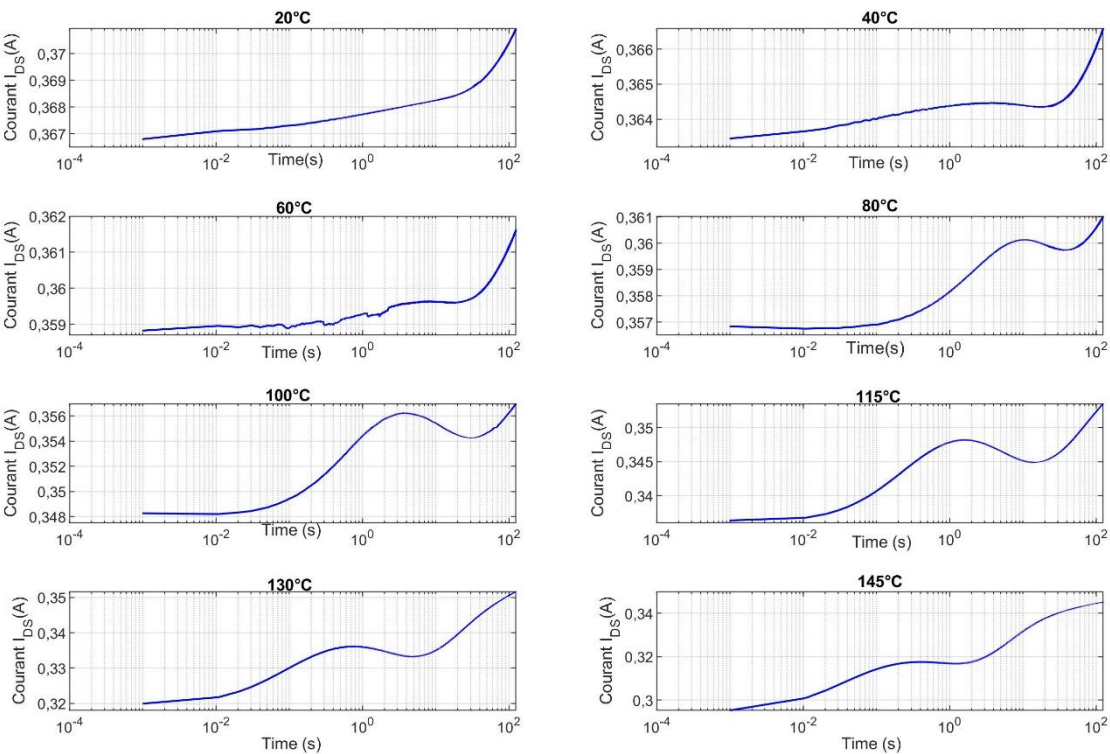 20°C
Courant I_DS(A)
0,37
0,369
0,368
0,367
10^-4 10^-2 10^0 10^2
Time(s)
40°C
Courant I_DS(A)
0,366
0,365
0,364
10^-4 10^-2 10^0 10^2
Time (s)
60°C
Courant I_DS(A)
0,362
0,361
0,36
0,359
10^-4 10^-2 10^0 10^2
Time (s)
80°C
Courant I_DS(A)
0,361
0,36
0,359
0,358
0,357
10^-4 10^-2 10^0 10^2
Time(s)
100°C
Courant I_DS(A)
0,356
0,354
0,352
0,35
0,348
10^-4 10^-2 10^0 10^2
Time (s)
115°C
Courant I_DS(A)
0,35
0,345
0,34
10^-4 10^-2 10^0 10^2
Time (s)
130°C
Courant I_DS(A)
0,35
0,34
0,33
0,32
10^-4 10^-2 10^0 10^2
Time (s)
145°C
Courant I_DS(A)
0,34
0,32
0,3
10^-4 10^-2 10^0 10^2
Time (s)